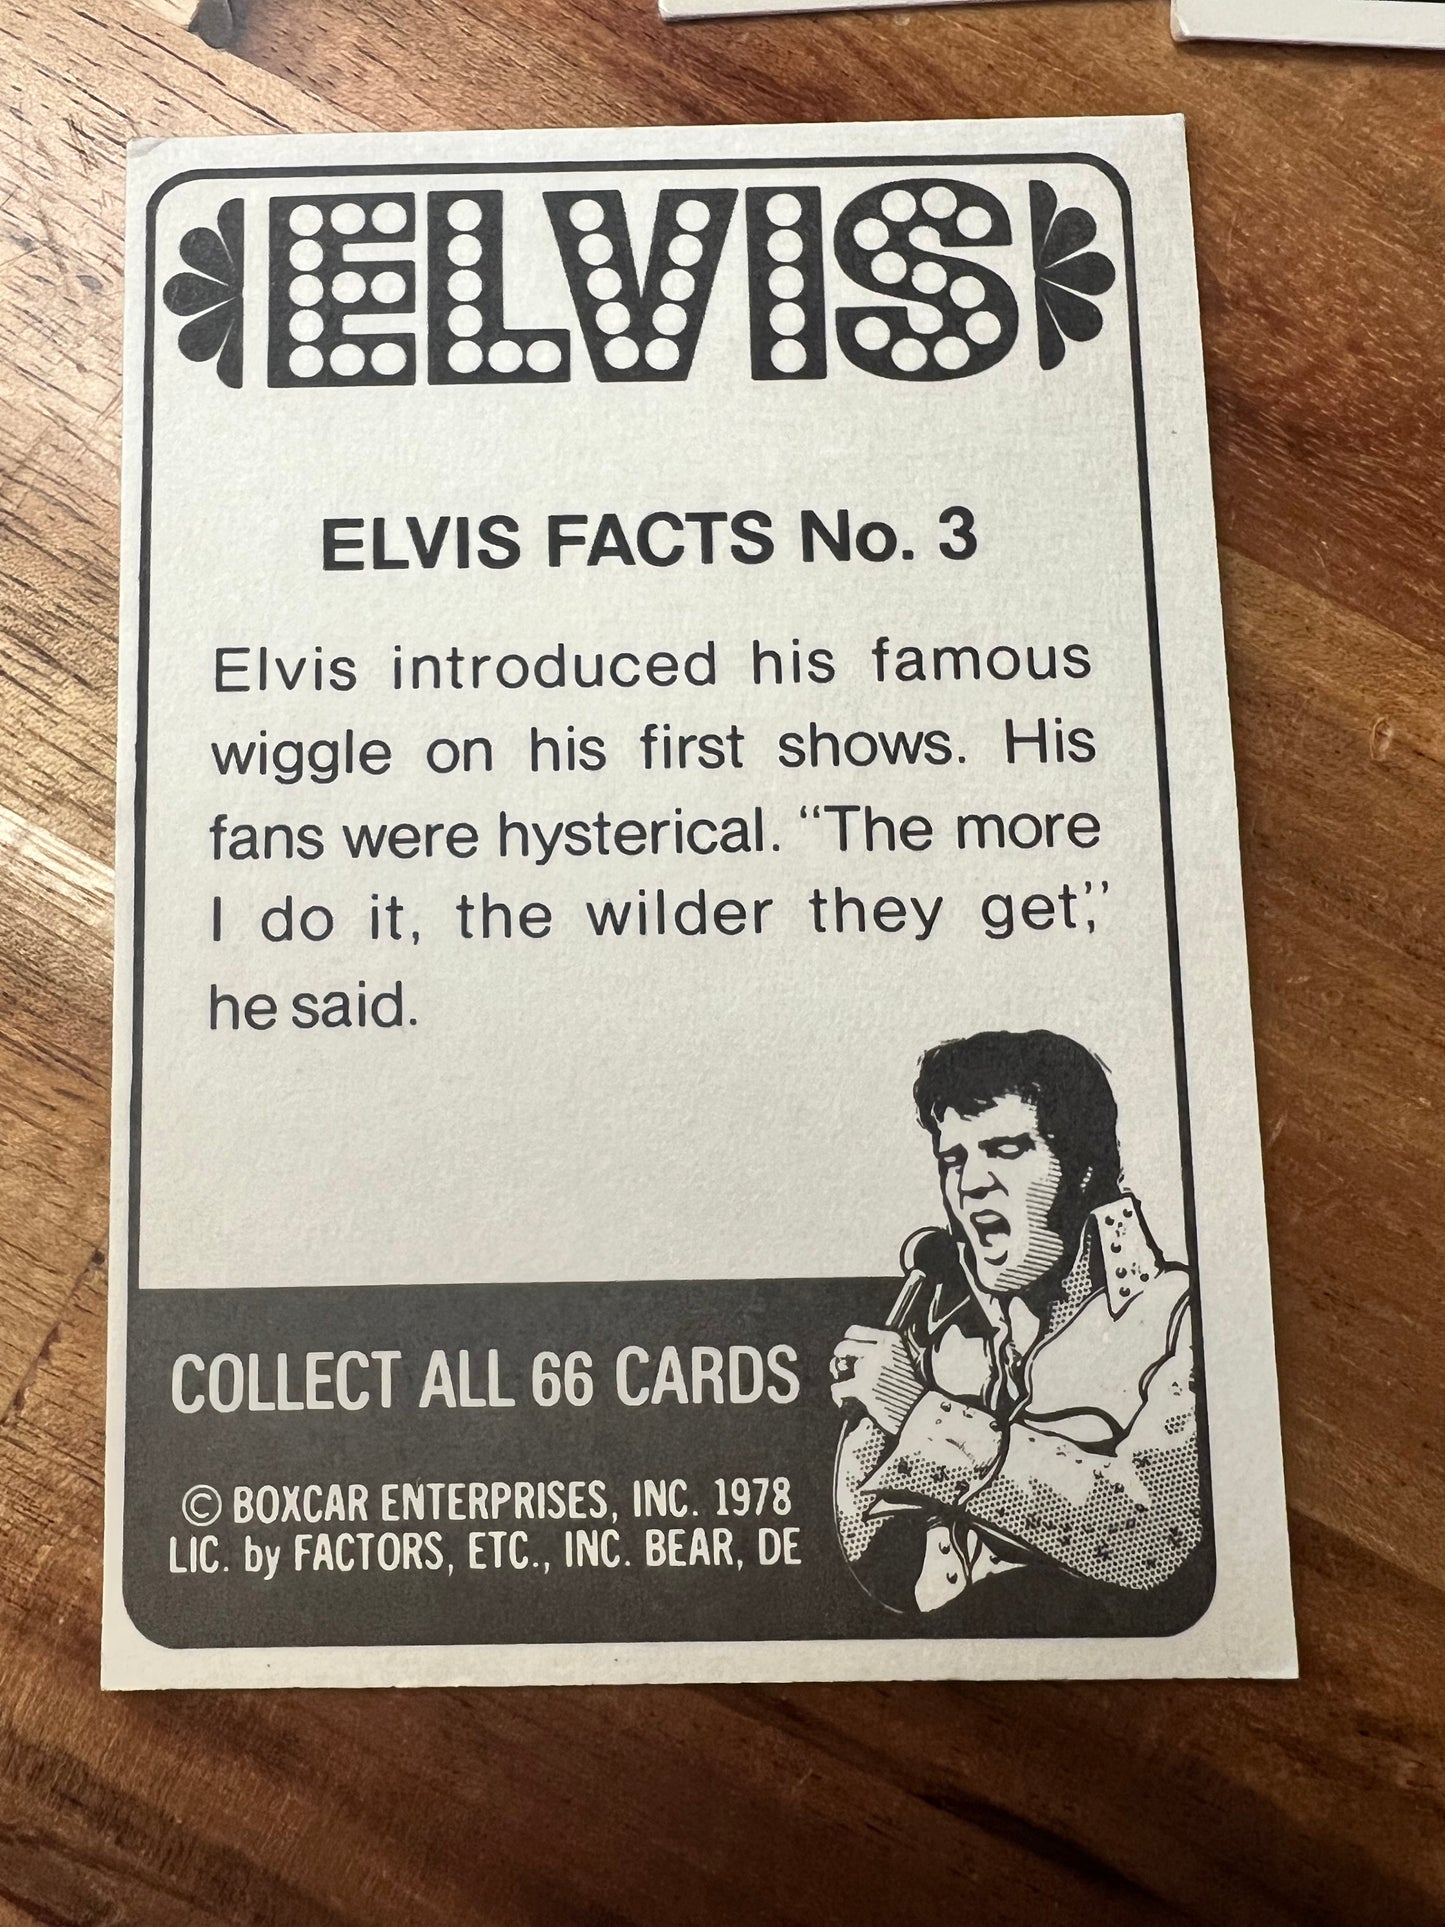 ELVIS
ELVIS FACTS No. 3
Elvis introduced his famous
wiggle on his first shows. His
fans were hysterical. “The more
I do it, the wilder they get,”
he said.
COLLECT ALL 66 CARDS
© BOXCAR ENTERPRISES, INC. 1978
LIC. by FACTORS, ETC., INC. BEAR, DE